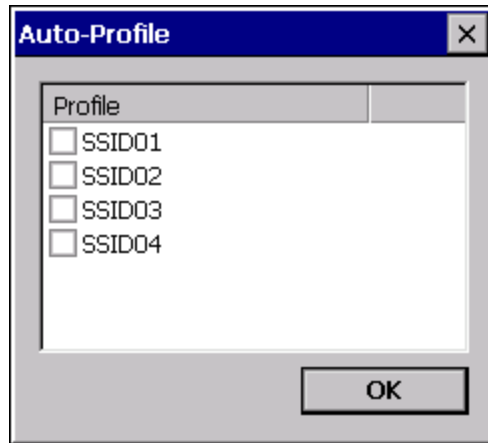 Auto-Profile
Profile
SSID01
SSID02
SSID03
SSID04
OK